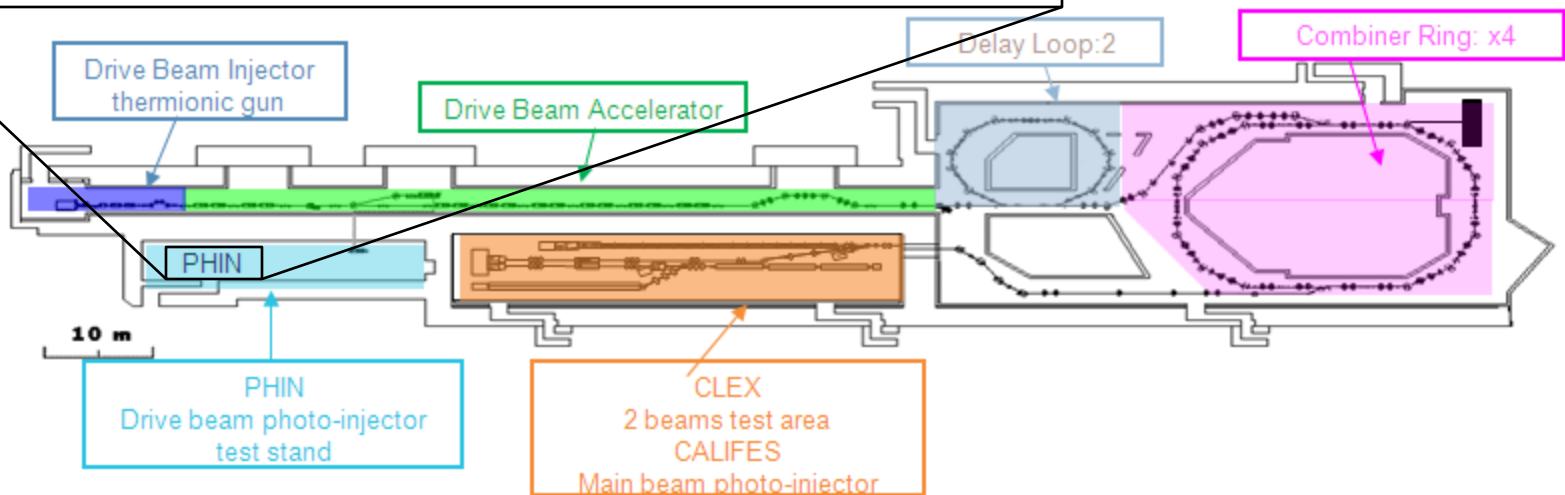 Drive Beam Injector
thermionic gun
Drive Beam Accelerator
Delay Loop:2
Combiner Ring: x4
PHIN
10 m
PHIN
Drive beam photo-injector
test stand
CLEX
2 beams test area
CALIFES
Main beam photo-injector